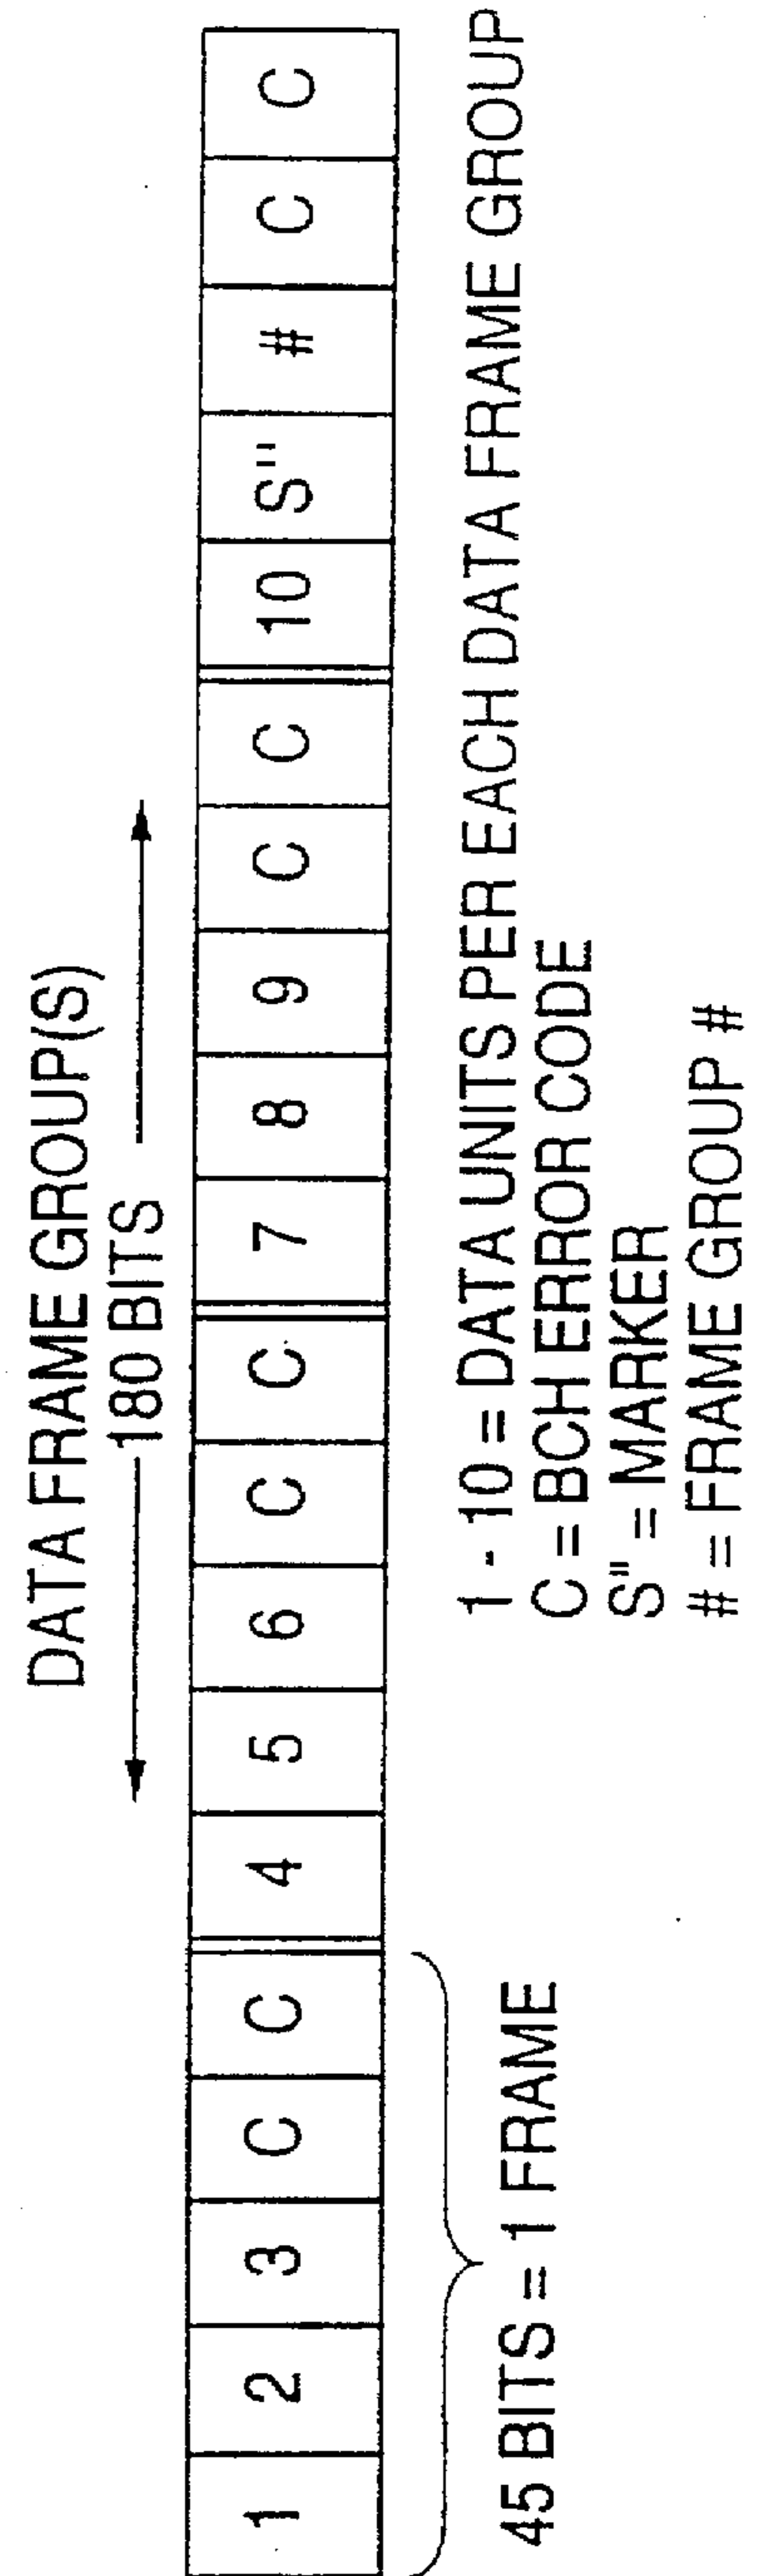 DATA FRAME GROUP(S)
180 BITS
1 2 3 C C 4 5 6 C C 7 8 9 C C 10 S" # C C
45 BITS = 1 FRAME
1 - 10 = DATA UNITS PER EACH DATA FRAME GROUP
C = BCH ERROR CODE
S" = MARKER
# = FRAME GROUP #